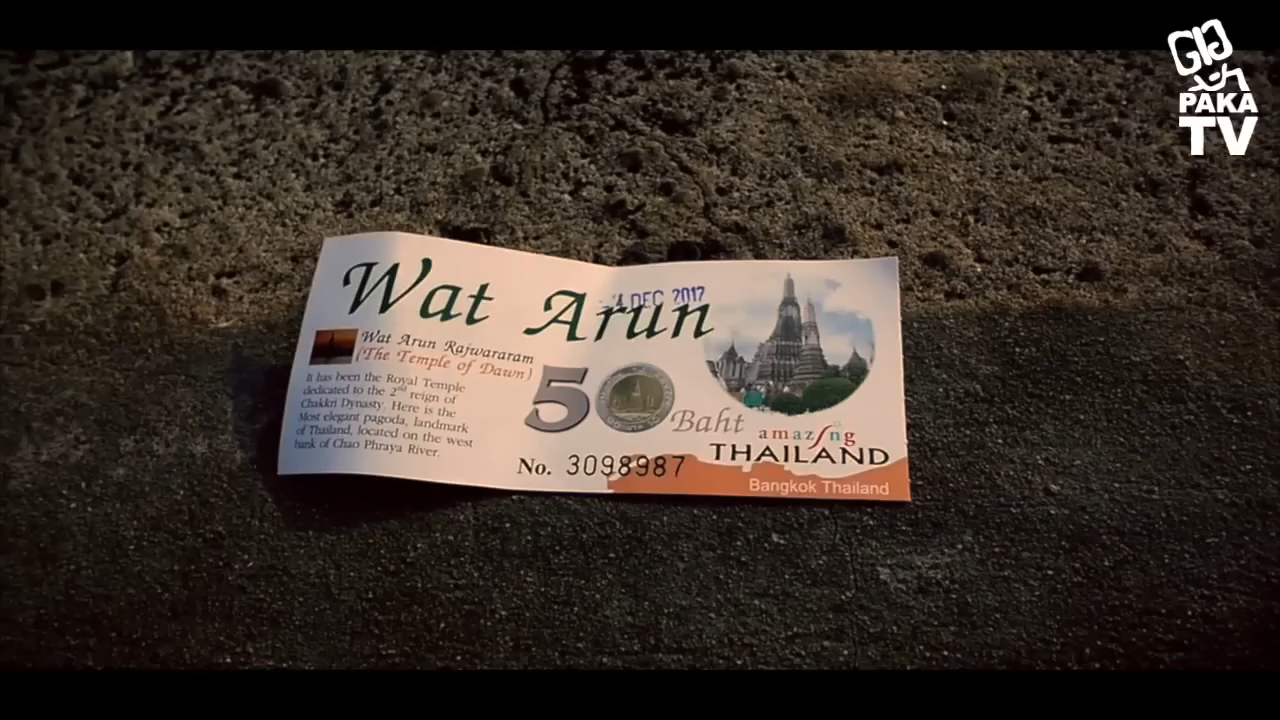 PAKA
TV
Wat Arun
4 DEC 2017
Wat Arun Rajwararam
(The Temple of Dawn)
It has been the Royal Temple
dedicated to the 2nd reign of
Chakkri Dynasty. Here is the
Most elegant pagoda, landmark
of Thailand, located on the west
bank of Chao Phraya River.
50 Baht
No. 3098987
amazing
THAILAND
Bangkok Thailand